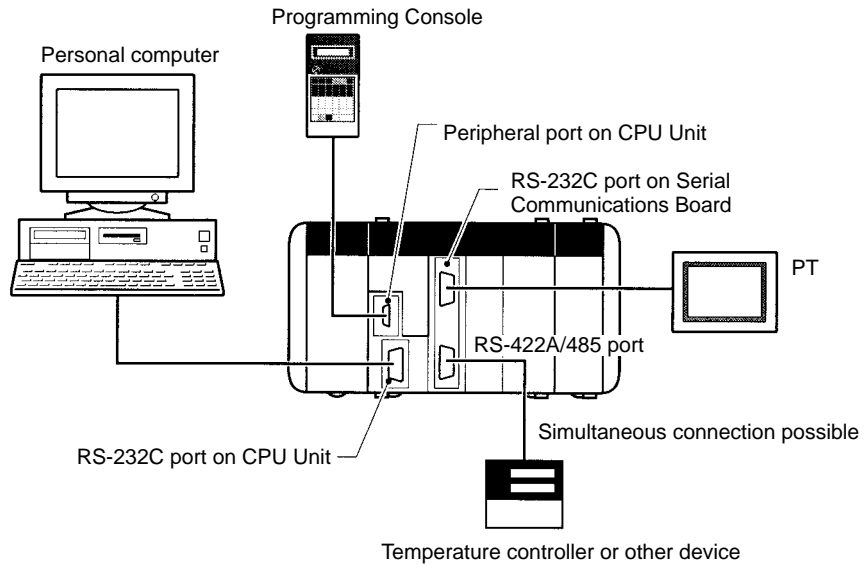 Programming Console
Personal computer
Peripheral port on CPU Unit
RS-232C port on Serial
Communications Board
PT
RS-422A/485 port
Simultaneous connection possible
RS-232C port on CPU Unit
Temperature controller or other device